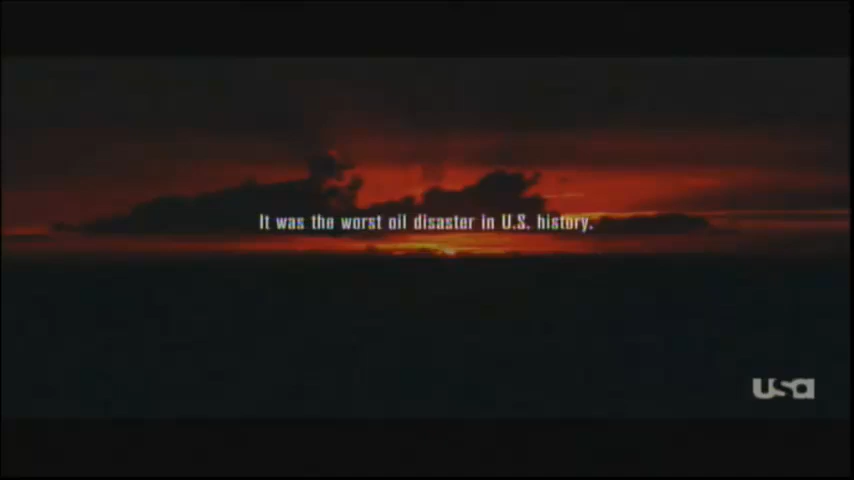 It was the worst oil disaster in U.S. history.
usa